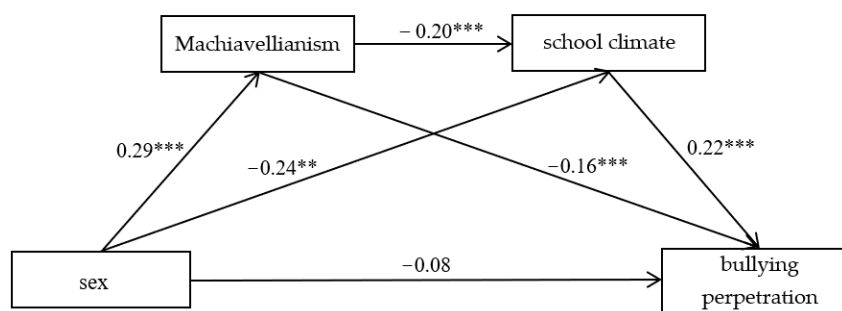 − 0.20***
Machiavellianism
school climate
0.29***
−0.24**
−0.16***
0.22***
−0.08
sex
bullying
perpetration